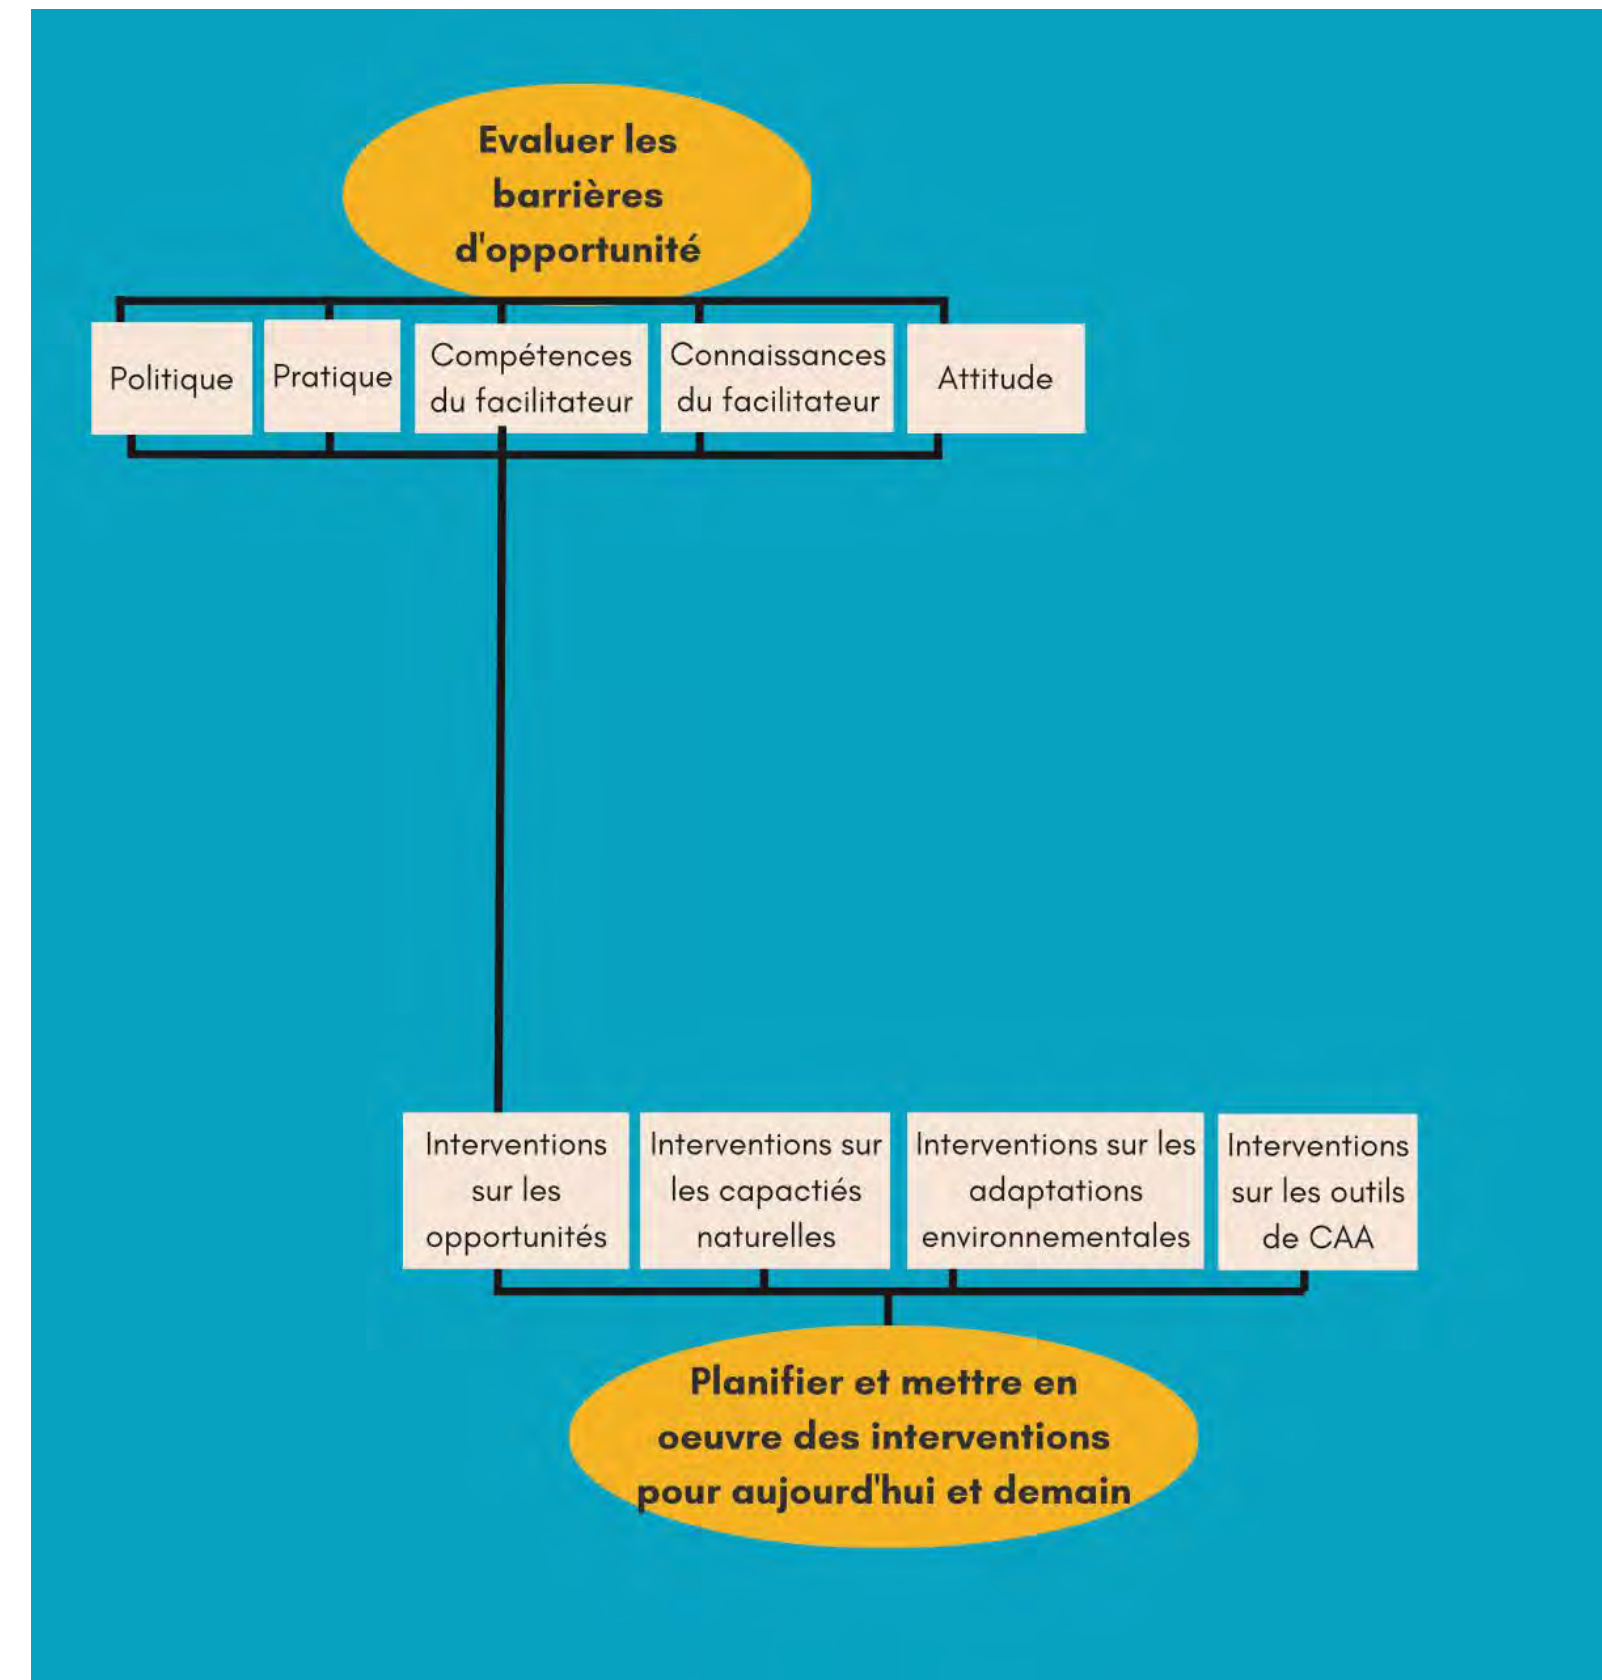 Evaluer les
barrières
d'opportunité
Politique
Pratique
Compétences
du facilitateur
Connaissances
du facilitateur
Attitude
Interventions
sur les
opportunités
Interventions sur
les capactiés
naturelles
Interventions sur les
adaptations
environnementales
Interventions
sur les outils
de CAA
Planifier et mettre en
oeuvre des interventions
pour aujourd'hui et demain